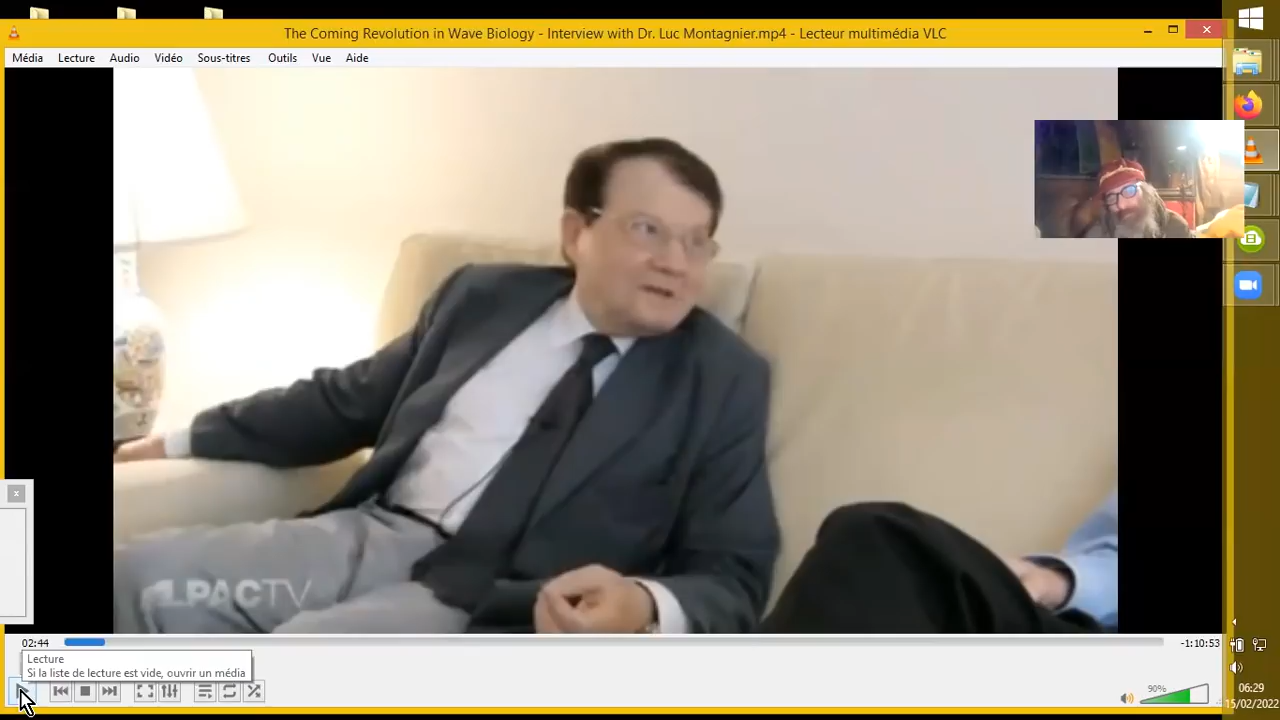 The Coming Revolution in Wave Biology - Interview with Dr. Luc Montagnier.mp4 - Lecteur multimédia VLC
Média Lecture Audio Vidéo Sous-titres Outils Vue Aide
LPACTV
02:44
-1:10:53
Lecture
Si la liste de lecture est vide, ouvrir un média
90%
06:29
15/02/2022